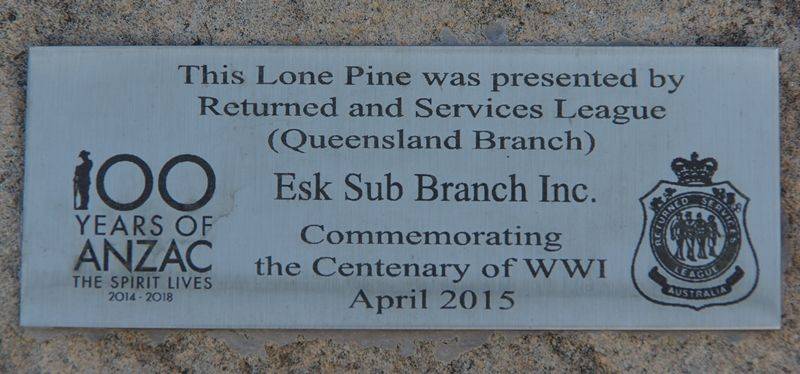 This Lone Pine was presented by
Returned and Services League
(Queensland Branch)
Esk Sub Branch Inc.
Commemorating
the Centenary of WWI
April 2015
100
YEARS OF
ANZAC
THE SPIRIT LIVES
2014 - 2018
RETURNED SERVICES
LEAGUE
AUSTRALIA